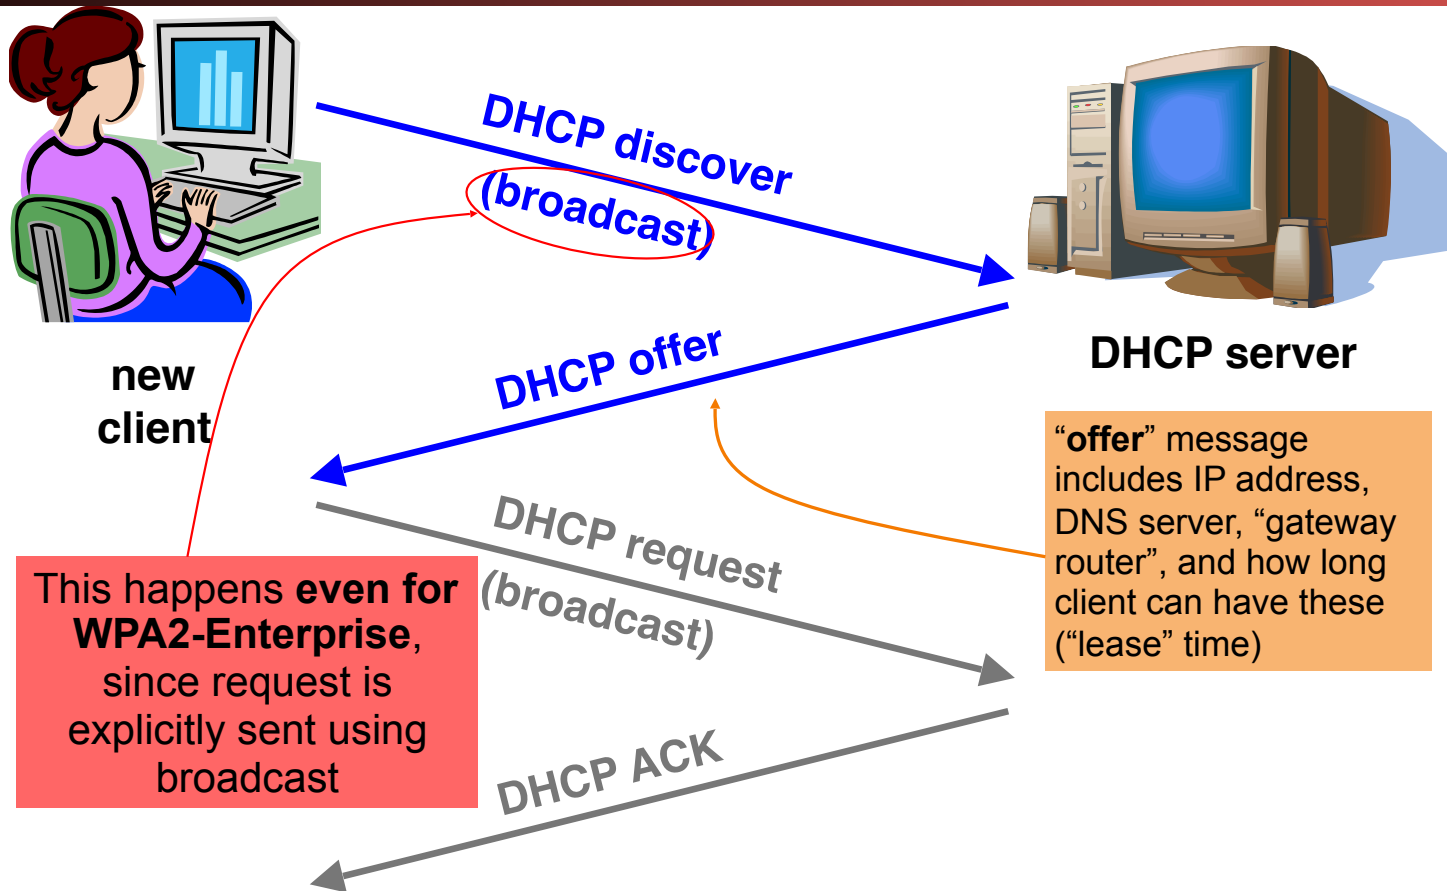 DHCP discover
(broadcast)
DHCP offer
DHCP server
new
client
“offer” message
includes IP address,
DNS server, “gateway
router”, and how long
client can have these
(“lease” time)
DHCP request
(broadcast)
This happens even for
WPA2-Enterprise,
since request is
explicitly sent using
broadcast
DHCP ACK